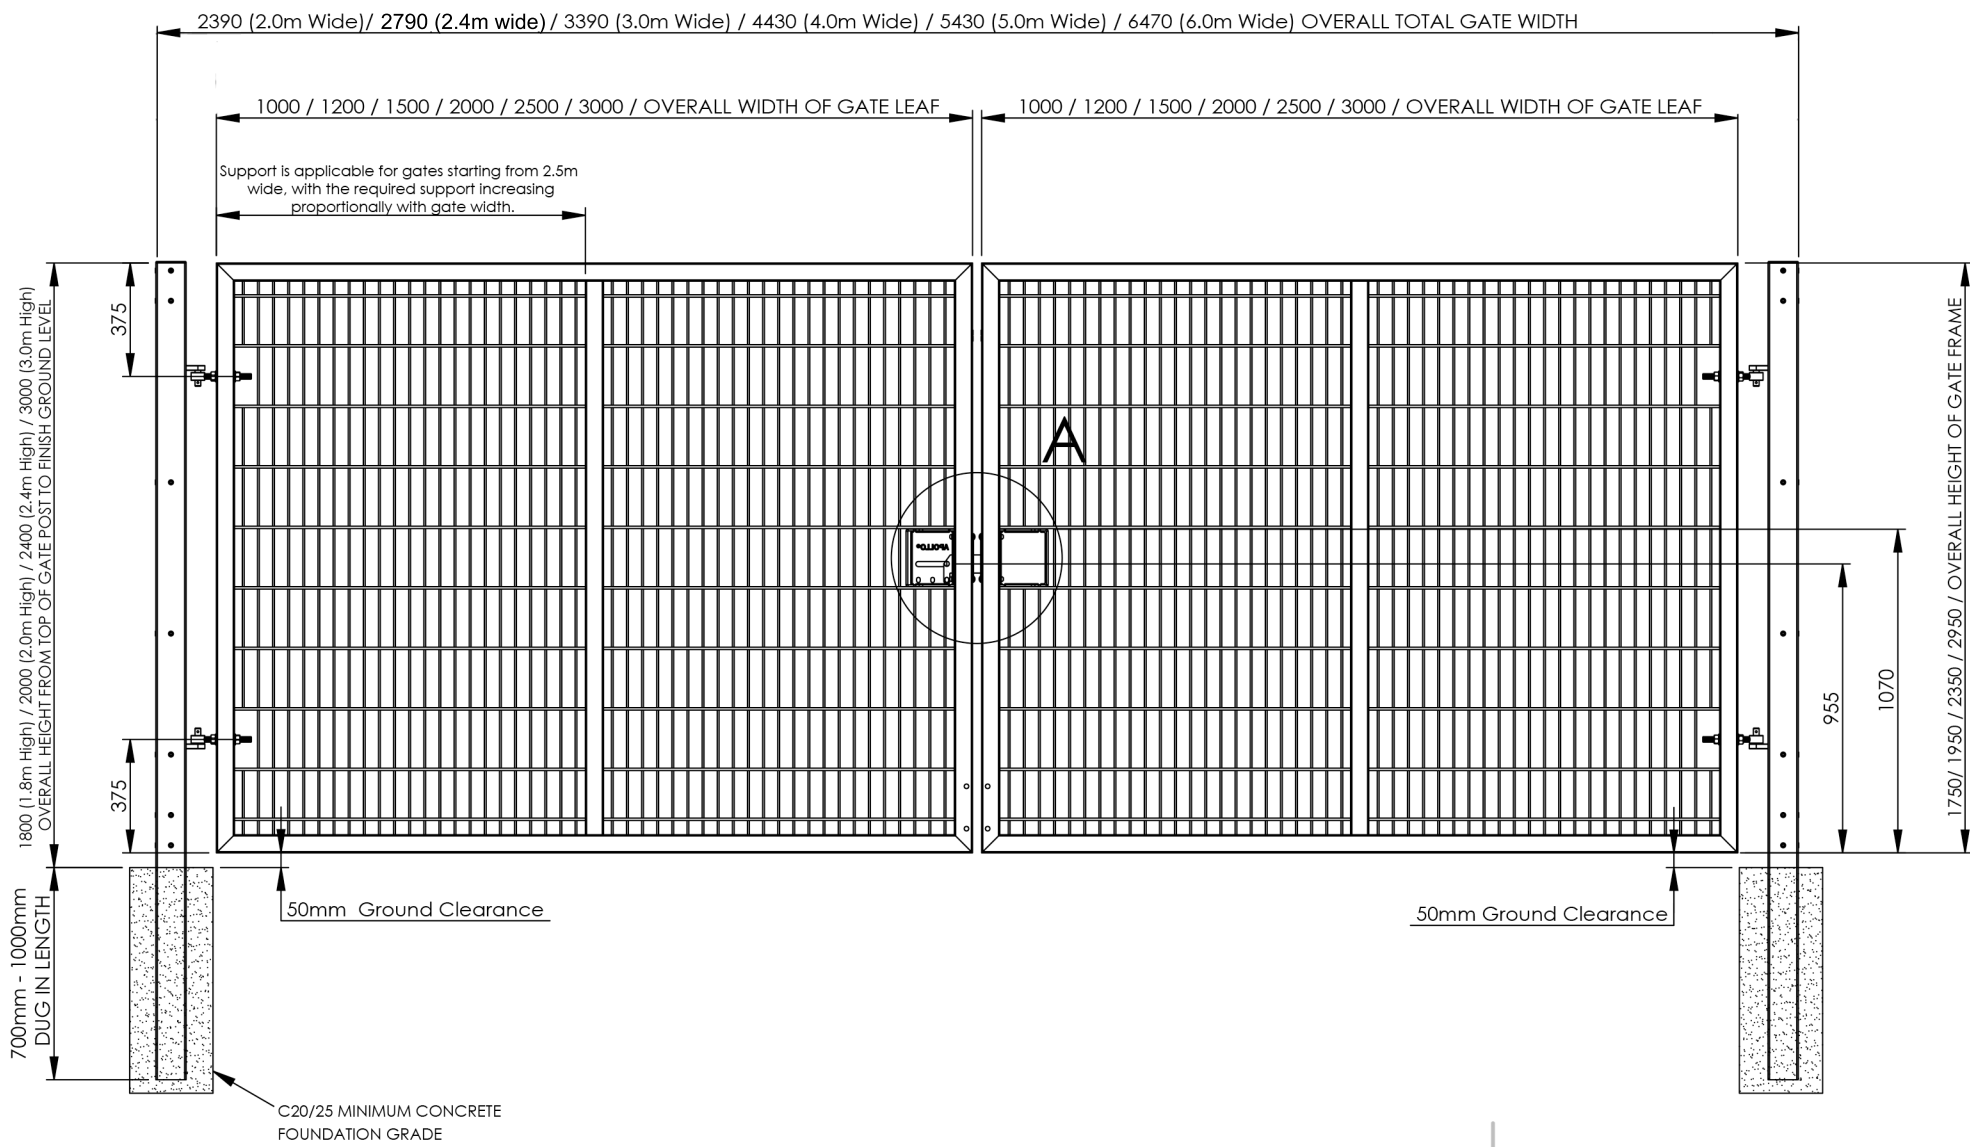 2390 (2.0m Wide)/ 2790 (2.4m wide) / 3390 (3.0m Wide) / 4430 (4.0m Wide) / 5430 (5.0m Wide) / 6470 (6.0m Wide) OVERALL TOTAL GATE WIDTH
1000 / 1200 / 1500 / 2000 / 2500 / 3000 / OVERALL WIDTH OF GATE LEAF
1000 / 1200 / 1500 / 2000 / 2500 / 3000 / OVERALL WIDTH OF GATE LEAF
Support is applicable for gates starting from 2.5m
wide, with the required support increasing
proportionally with gate width.
1800 (1.8m High) / 2000 (2.0m High) / 2400 (2.4m High) / 3000 (3.0m High)
OVERALL HEIGHT FROM TOP OF GATE POST TO FINISH GROUND LEVEL
375
375
A
APOLLO
955
1070
1750/ 1950 / 2350 / 2950 / OVERALL HEIGHT OF GATE FRAME
50mm Ground Clearance
50mm Ground Clearance
700mm - 1000mm
DUG IN LENGTH
C20/25 MINIMUM CONCRETE
FOUNDATION GRADE